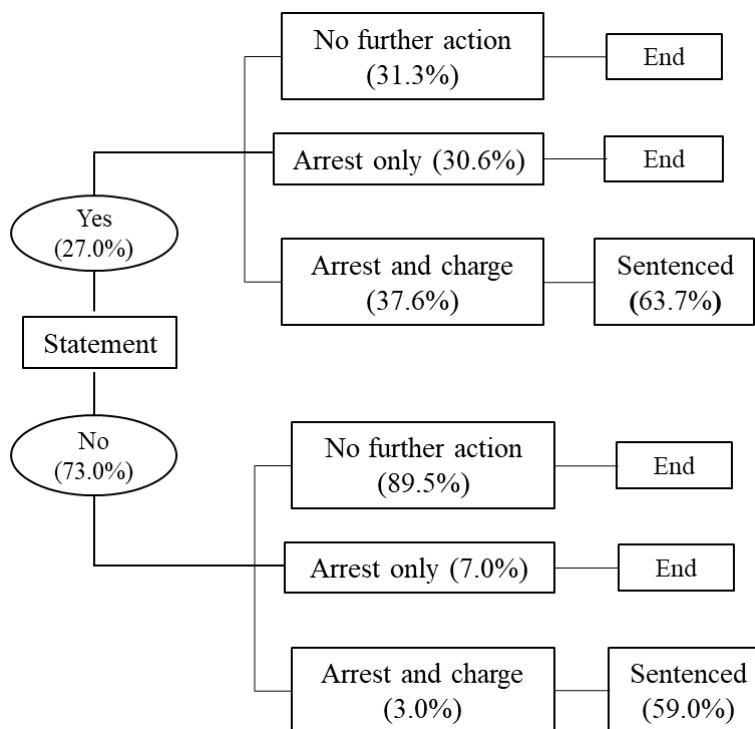 No further action
(31.3%)
End
Arrest only (30.6%)
End
Yes
(27.0%)
Arrest and charge
(37.6%)
Sentenced
(63.7%)
Statement
No
(73.0%)
No further action
(89.5%)
End
Arrest only (7.0%)
End
Arrest and charge
(3.0%)
Sentenced
(59.0%)